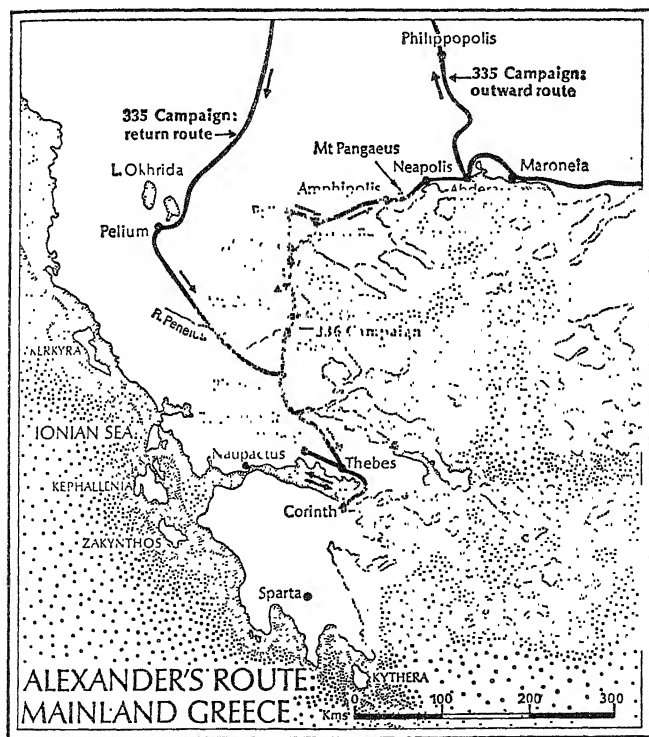 Philippopolis
335 Campaign:
outward route
335 Campaign:
return route
Mt Pangaeus
L. Okhrida
Neapolis
Maroneia
Amphipolis
Abdera
Pelium
R. Peneius
336 Campaign
KERKYRA
IONIAN SEA
Naupactus
Thebes
KEPHALLENIA
Corinth
ZAKYNTHOS
Sparta
ALEXANDER'S ROUTE:
MAINLAND GREECE
KYTHERA
0 100 200 300
Kms